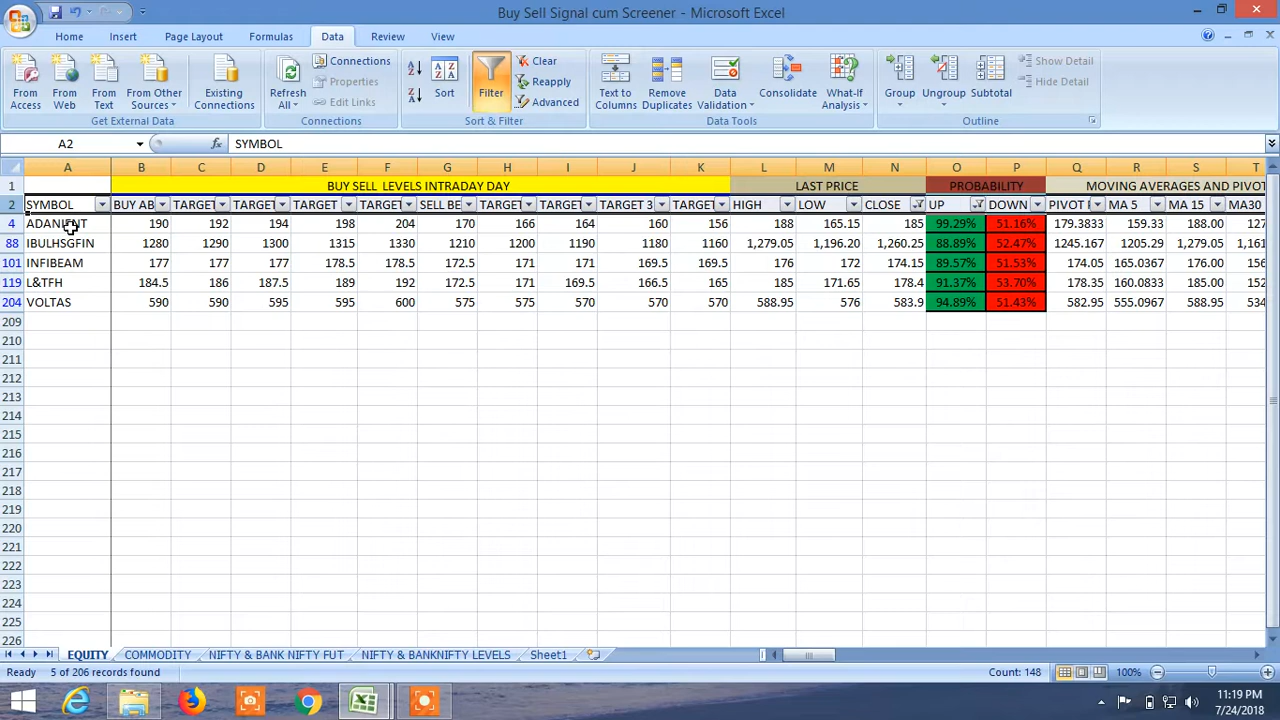 Buy Sell Signal cum Screener - Microsoft Excel
Home Insert Page Layout Formulas Data Review View
From Access From Web From Text From Other Sources Existing Connections Refresh All Connections Properties Edit Links Sort Filter Clear Reapply Advanced Text to Columns Remove Duplicates Data Validation Consolidate What-If Analysis Group Ungroup Subtotal Show Detail Hide Detail
Get External Data Connections Sort & Filter Data Tools Outline
A2 fx SYMBOL
A B C D E F G H I J K L M N O P Q R S T
1 BUY SELL LEVELS INTRADAY DAY LAST PRICE PROBABILITY MOVING AVERAGES AND PIVOT
2 SYMBOL BUY AB TARGET TARGET TARGET TARGET SELL BE TARGET TARGET TARGET 3 TARGET HIGH LOW CLOSE UP DOWN PIVOT MA 5 MA 15 MA30
4 ADANIENT 190 192 194 198 204 170 166 164 160 156 188 165.15 185 99.29% 51.16% 179.3833 159.33 188.00 127
88 IBULHSGFIN 1280 1290 1300 1315 1330 1210 1200 1190 1180 1160 1,279.05 1,196.20 1,260.25 88.89% 52.47% 1245.167 1205.29 1,279.05 1,161
101 INFIBEAM 177 177 177 178.5 178.5 172.5 171 171 169.5 169.5 176 172 174.15 89.57% 51.53% 174.05 165.0367 176.00 156
119 L&TFH 184.5 186 187.5 189 192 172.5 171 169.5 166.5 165 185 171.65 178.4 91.37% 53.70% 178.35 160.0833 185.00 152
204 VOLTAS 590 590 595 595 600 575 575 570 570 570 588.95 576 583.9 94.89% 51.43% 582.95 555.0967 588.95 534
209
210
211
212
213
214
215
216
217
218
219
220
221
222
223
224
225
226
EQUITY COMMODITY NIFTY & BANK NIFTY FUT NIFTY & BANKNIFTY LEVELS Sheet1
Ready 5 of 206 records found Count: 148 100%
11:19 PM
7/24/2018